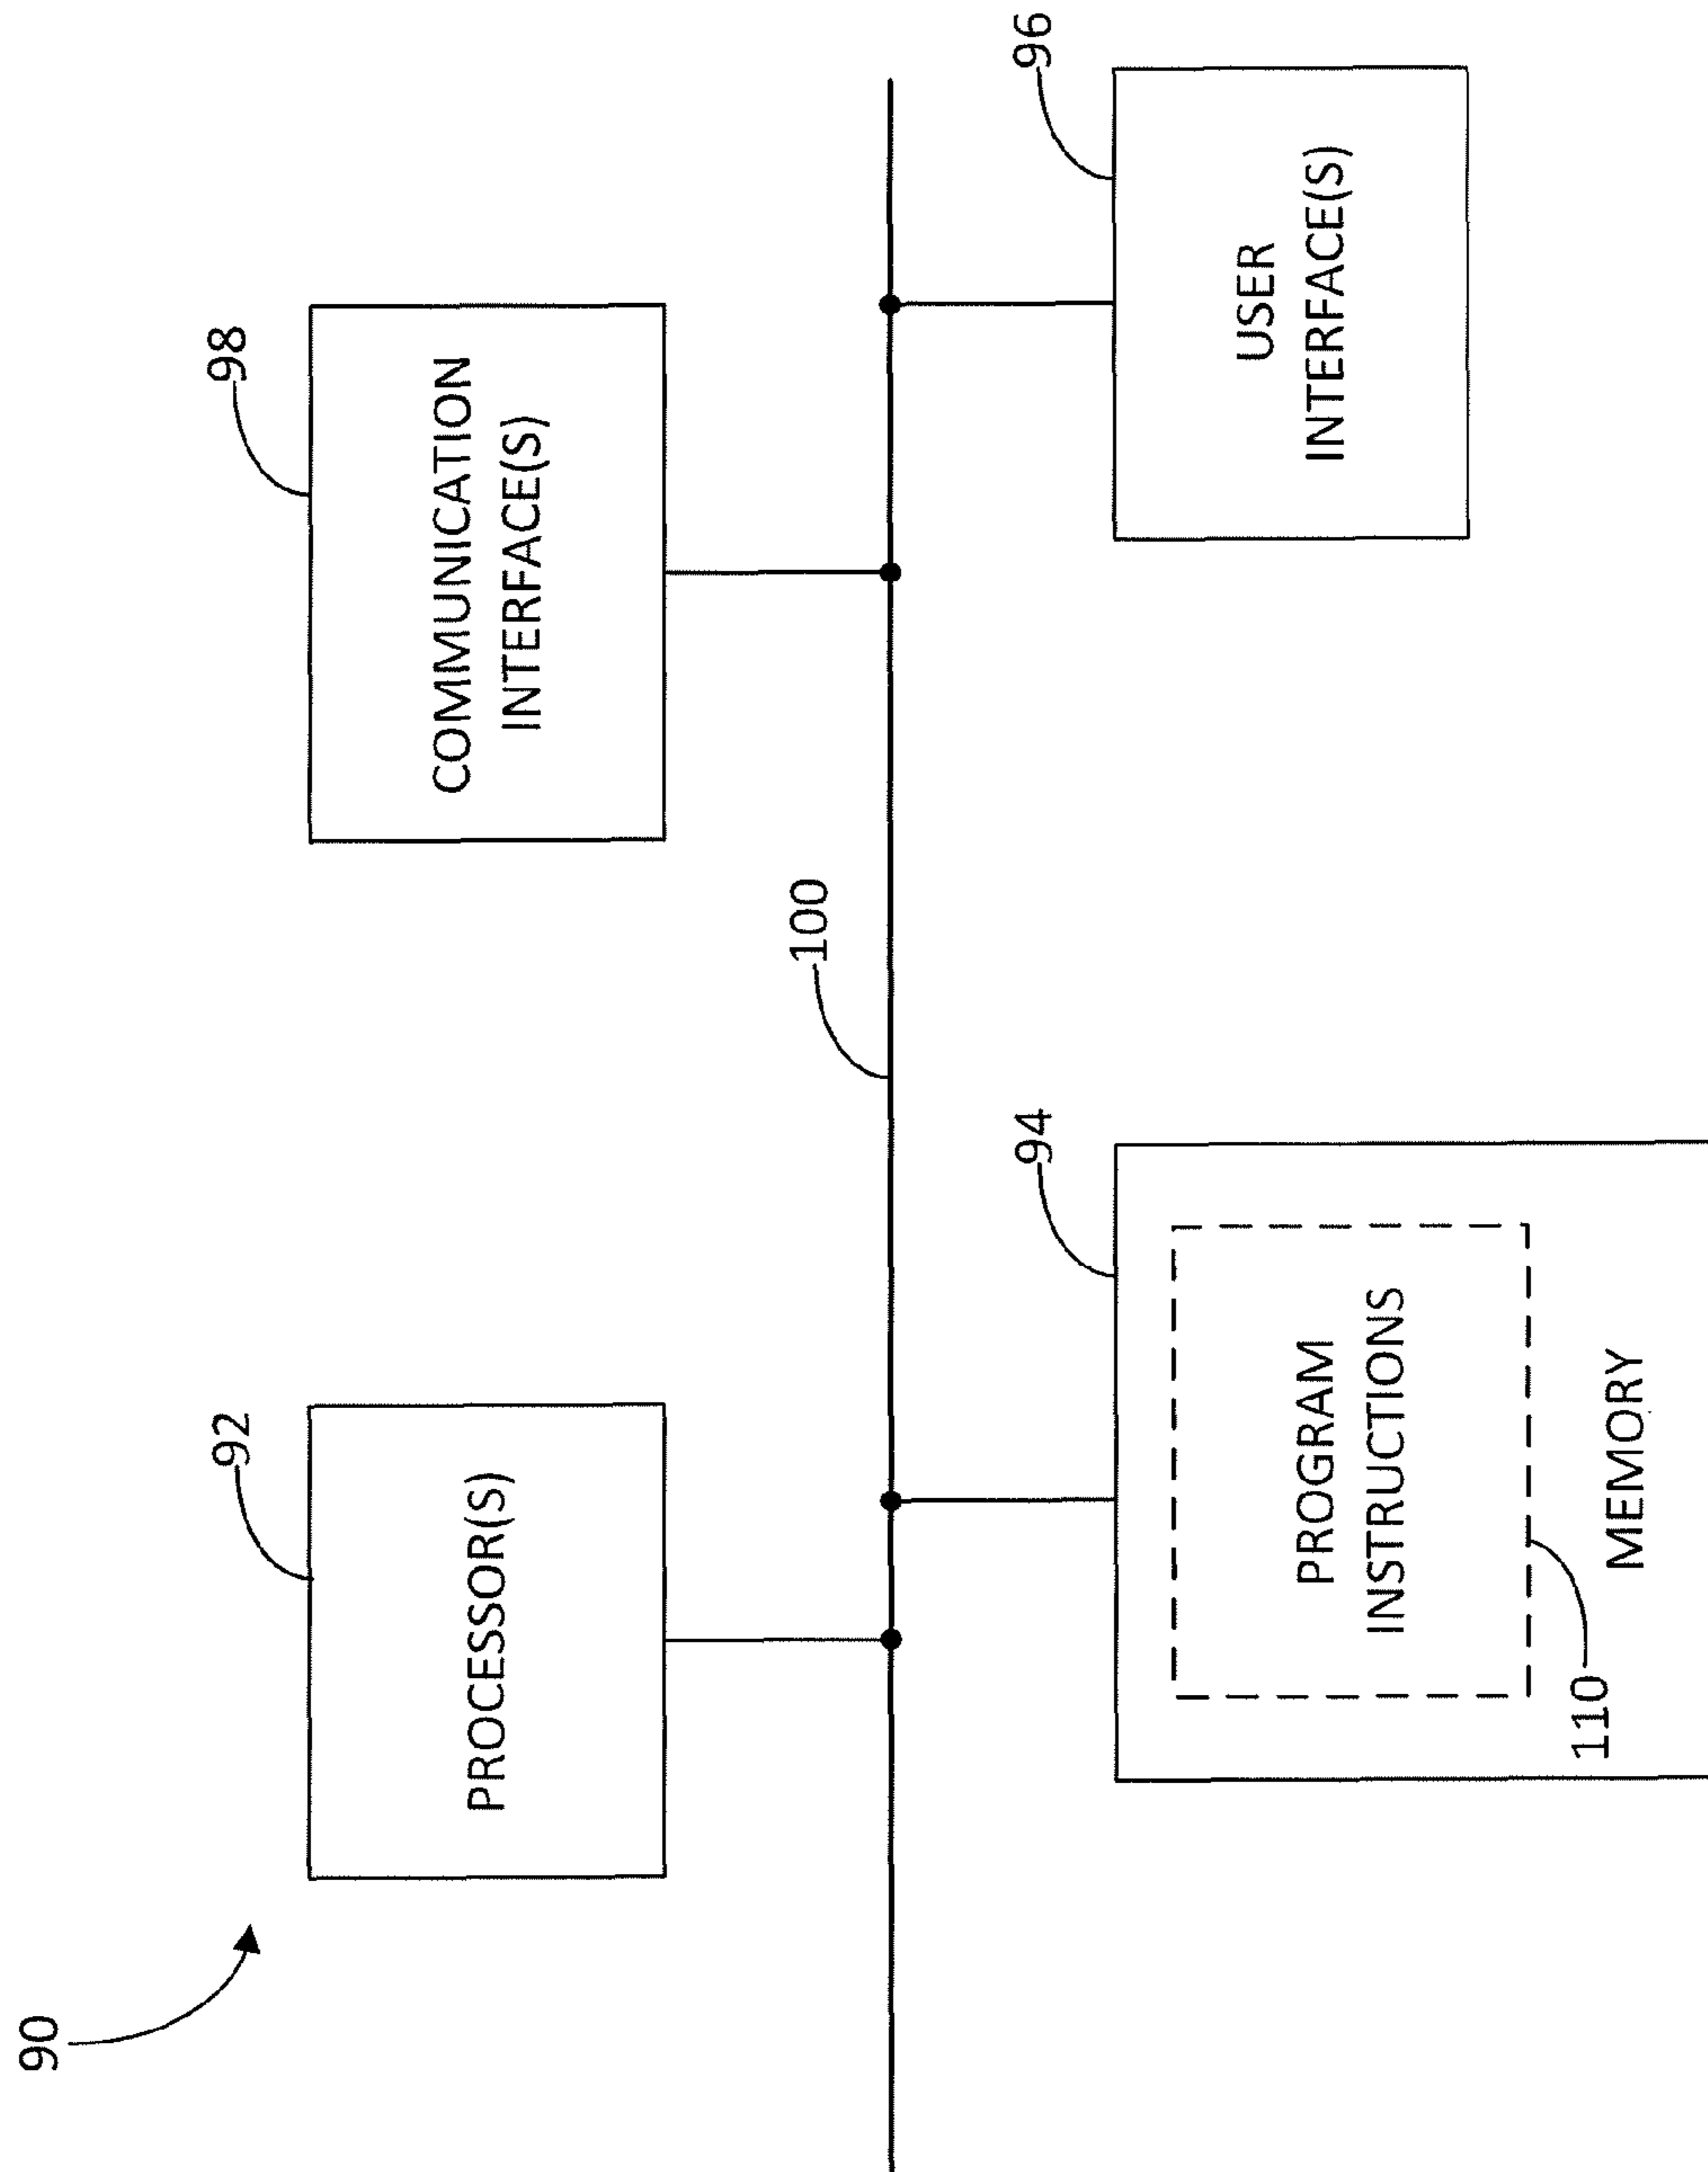 90
92
PROCESSOR(S)
98
COMMUNICATION
INTERFACE(S)
100
94
PROGRAM
INSTRUCTIONS
110
MEMORY
96
USER
INTERFACE(S)